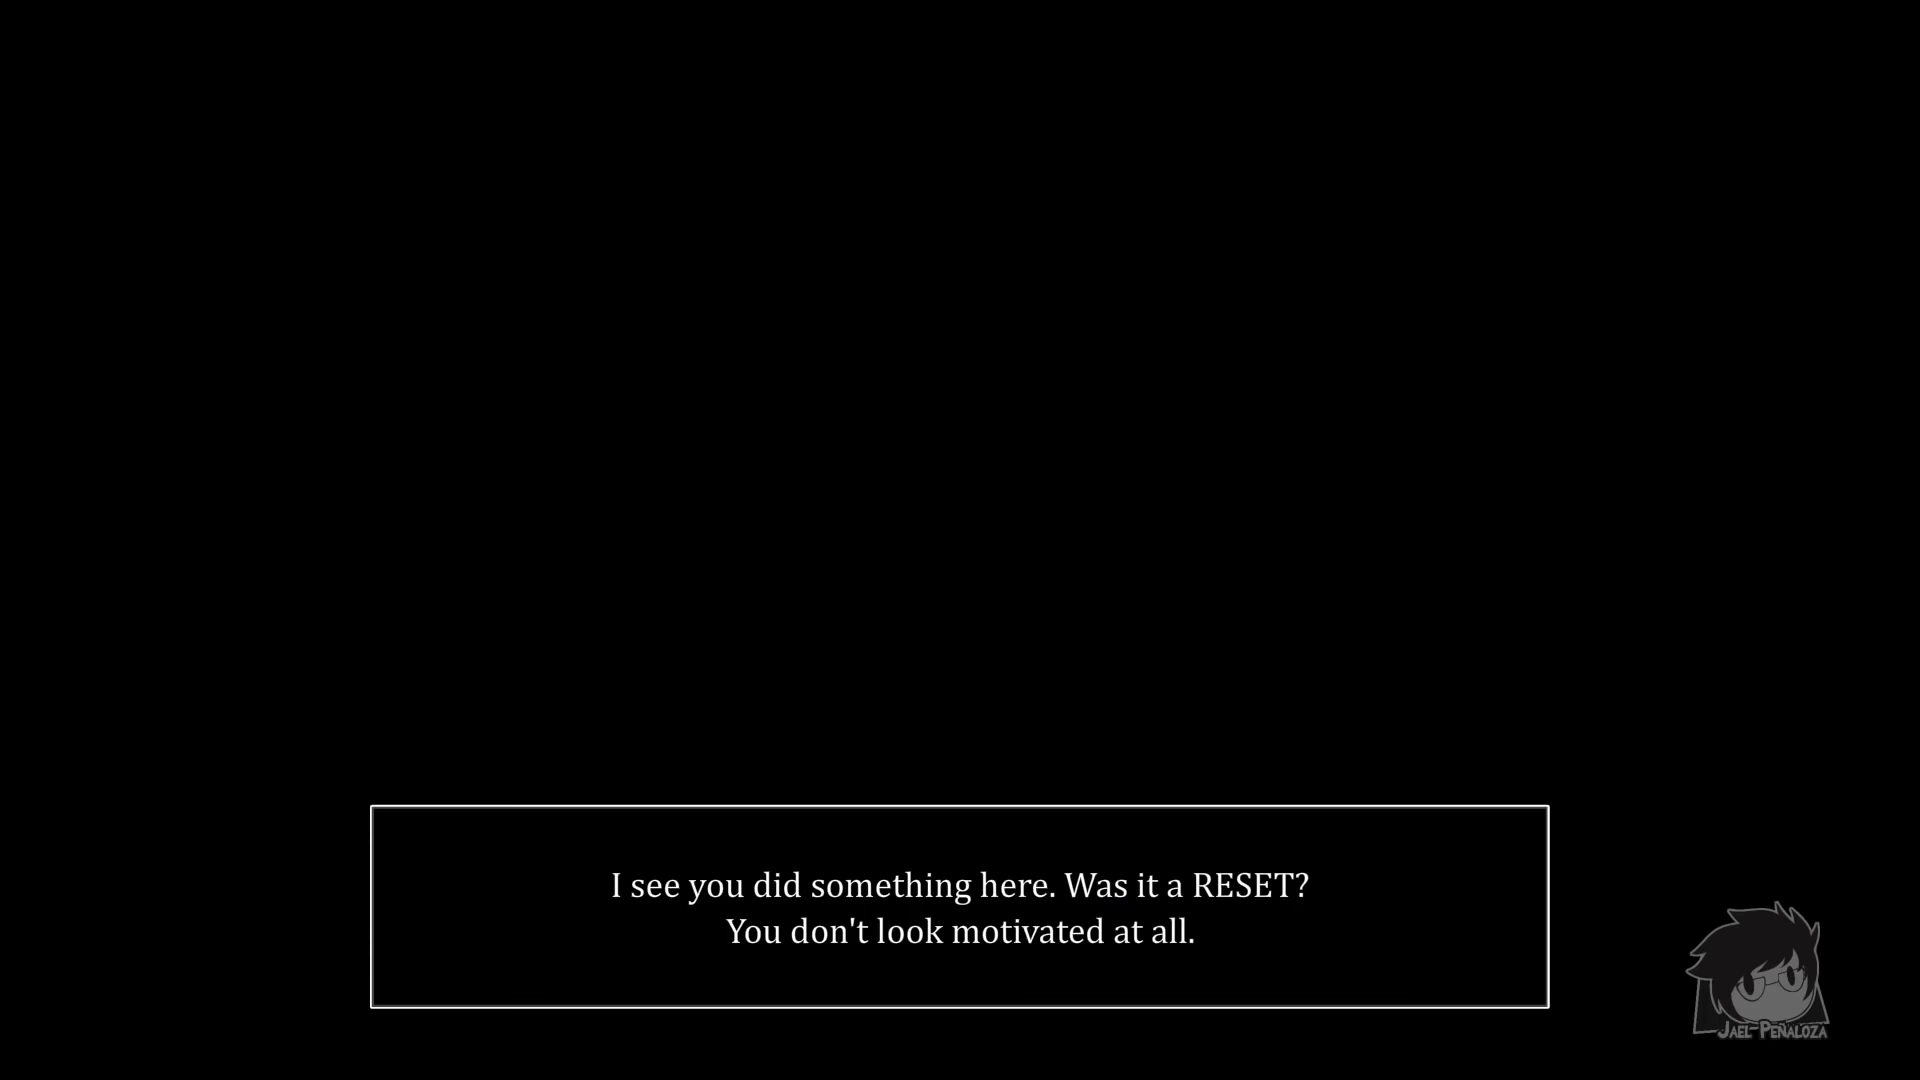 I see you did something here. Was it a RESET?
You don't look motivated at all.
JAEL-PEÑALOZA